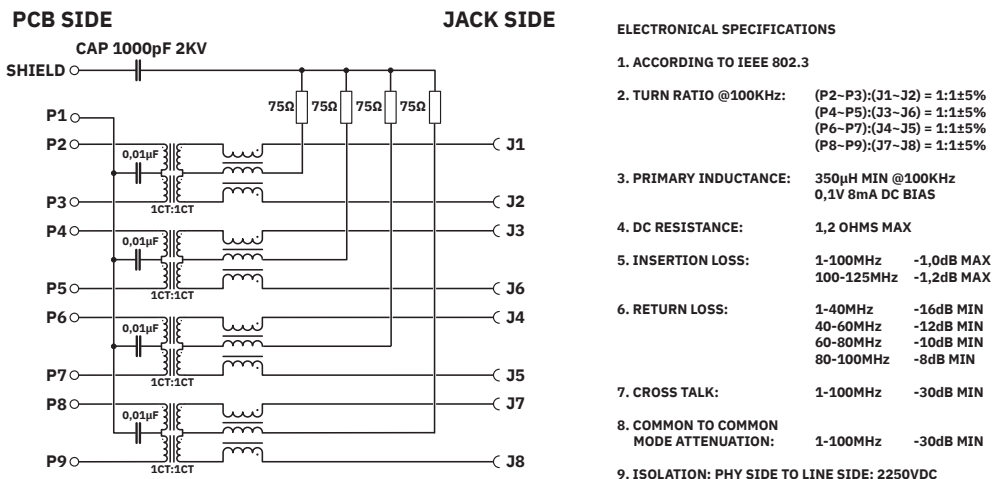 PCB SIDE
JACK SIDE
CAP 1000pF 2KV
SHIELD
75Ω 75Ω 75Ω 75Ω
P1
P2
0,01µF
J1
P3
1CT:1CT
J2
P4
0,01µF
J3
P5
1CT:1CT
J6
P6
0,01µF
J4
P7
1CT:1CT
J5
P8
0,01µF
J7
P9
1CT:1CT
J8
ELECTRONICAL SPECIFICATIONS
1. ACCORDING TO IEEE 802.3
2. TURN RATIO @100KHz: (P2~P3):(J1~J2) = 1:1±5%
(P4~P5):(J3~J6) = 1:1±5%
(P6~P7):(J4~J5) = 1:1±5%
(P8~P9):(J7~J8) = 1:1±5%
3. PRIMARY INDUCTANCE: 350µH MIN @100KHz
0,1V 8mA DC BIAS
4. DC RESISTANCE: 1,2 OHMS MAX
5. INSERTION LOSS: 1-100MHz -1,0dB MAX
100-125MHz -1,2dB MAX
6. RETURN LOSS: 1-40MHz -16dB MIN
40-60MHz -12dB MIN
60-80MHz -10dB MIN
80-100MHz -8dB MIN
7. CROSS TALK: 1-100MHz -30dB MIN
8. COMMON TO COMMON
MODE ATTENUATION: 1-100MHz -30dB MIN
9. ISOLATION: PHY SIDE TO LINE SIDE: 2250VDC